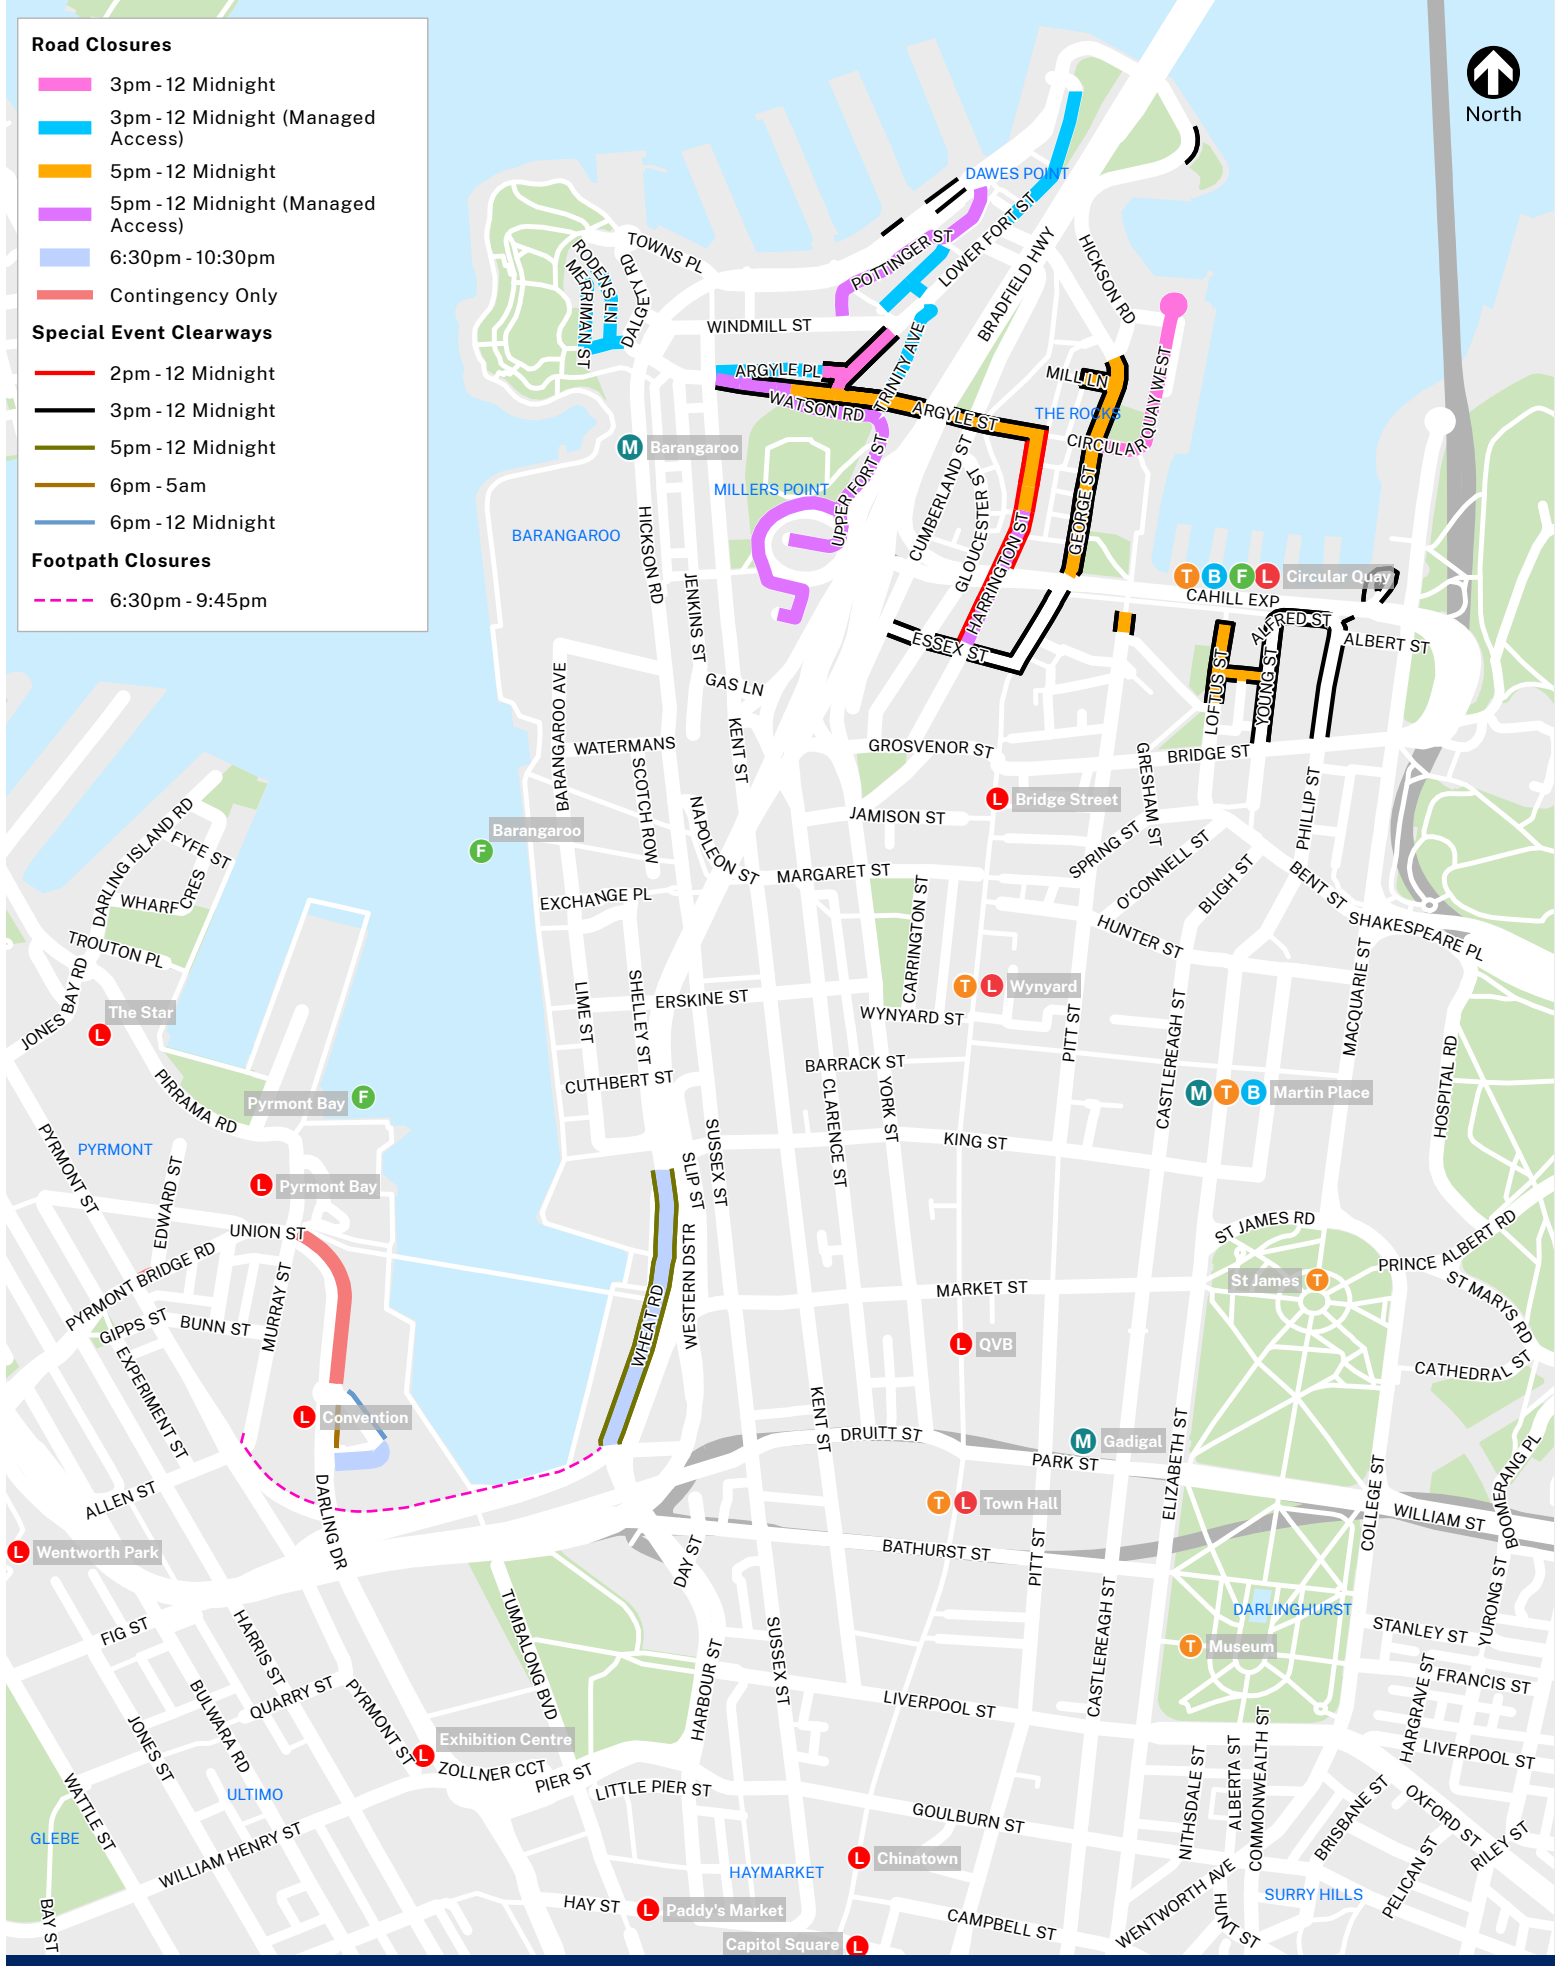 Road Closures
3pm - 12 Midnight
3pm - 12 Midnight (Managed
Access)
5pm - 12 Midnight
5pm - 12 Midnight (Managed
Access)
6:30pm - 10:30pm
Contingency Only
Special Event Clearways
2pm - 12 Midnight
3pm - 12 Midnight
5pm - 12 Midnight
6pm - 5am
6pm - 12 Midnight
Footpath Closures
6:30pm - 9:45pm
North
DAWES POINT
LOWER FORT ST
POTTINGER ST
BRADFIELD HWY
HICKSON RD
TOWNS PL
RODENS LN
MERRIMAN ST
DALGETY RD
WINDMILL ST
ARGYLE PL
TRINITY AVE
WATSON RD
ARGYLE ST
MILL LN
THE ROCKS
CIRCULAR QUAY WEST
M Barangaroo
MILLERS POINT
UPPER FORT ST
CUMBERLAND ST
GLOUCESTER ST
HARRINGTON ST
GEORGE ST
BARANGAROO
HICKSON RD
JENKINS ST
T B F L Circular Quay
CAHILL EXP
ALFRED ST
ALBERT ST
ESSEX ST
LOFTUS ST
YOUNG ST
GAS LN
BARANGAROO AVE
KENT ST
WATERMANS
SCOTCH ROW
GROSVENOR ST
BRIDGE ST
GRESHAM ST
PHILLIP ST
L Bridge Street
JAMISON ST
NAPOLEON ST
SPRING ST
O'CONNELL ST
BLIGH ST
BENT ST
Barangaroo
F
MARGARET ST
EXCHANGE PL
CARRINGTON ST
HUNTER ST
SHAKESPEARE PL
DARLING ISLAND RD
FYFE ST
WHARF CRES
TROUTON PL
JONES BAY RD
The Star
L
LIME ST
SHELLEY ST
ERSKINE ST
T L Wynyard
WYNYARD ST
PITT ST
CASTLEREAGH ST
MACQUARIE ST
HOSPITAL RD
PIRRAMA RD
Pyrmont Bay F
CUTHBERT ST
BARRACK ST
CLARENCE ST
YORK ST
M T B Martin Place
PYRMONT
PYRMONT ST
EDWARD ST
L Pyrmont Bay
SUSSEX ST
SLIP ST
KING ST
UNION ST
PYRMONT BRIDGE RD
MURRAY ST
GIPPS ST
BUNN ST
EXPERIMENT ST
WHEAT RD
WESTERN DSTR
MARKET ST
ST JAMES RD
PRINCE ALBERT RD
St James T
ST MARYS RD
L QVB
CATHEDRAL ST
L Convention
KENT ST
DRUITT ST
M Gadigal
PARK ST
ELIZABETH ST
COLLEGE ST
BOOMERANG PL
ALLEN ST
DARLING DR
T L Town Hall
WILLIAM ST
L Wentworth Park
DAY ST
BATHURST ST
PITT ST
CASTLEREAGH ST
YURONG ST
FIG ST
HARRIS ST
TUMBALONG BVD
SUSSEX ST
HARBOUR ST
DARLINGHURST
STANLEY ST
T Museum
FRANCIS ST
HARGRAVE ST
QUARRY ST
BULWARA RD
JONES ST
PYRMONT ST
LIVERPOOL ST
LIVERPOOL ST
Exhibition Centre
L
ZOLLNER CCT
PIER ST
LITTLE PIER ST
WATTLE ST
ULTIMO
GLEBE
WILLIAM HENRY ST
GOULBURN ST
NITHSDALE ST
ALBERTA ST
COMMONWEALTH ST
BRISBANE ST
OXFORD ST
RILEY ST
PELICAN ST
L Chinatown
HAYMARKET
SURRY HILLS
WENTWORTH AVE
HUNT ST
BAY ST
HAY ST
L Paddy's Market
CAMPBELL ST
Capitol Square L